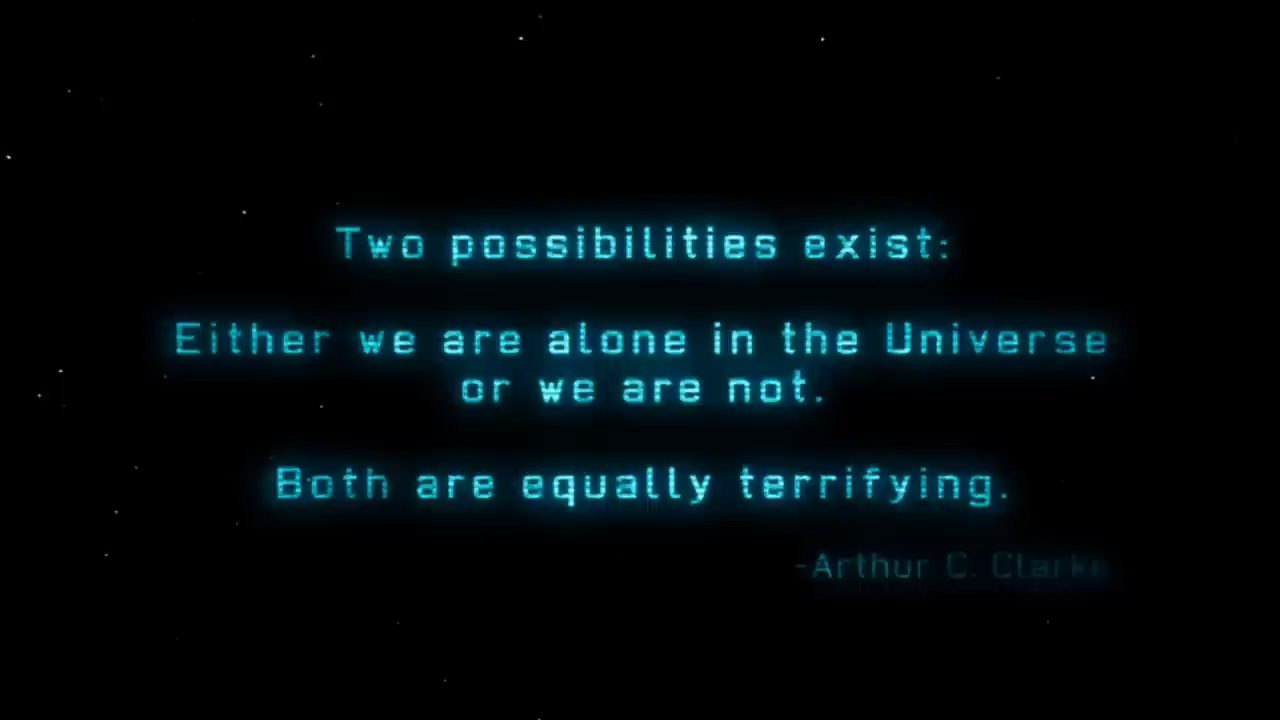 Two possibilities exist:
Either we are alone in the Universe
or we are not.
Both are equally terrifying.
-Arthur C. Clarke